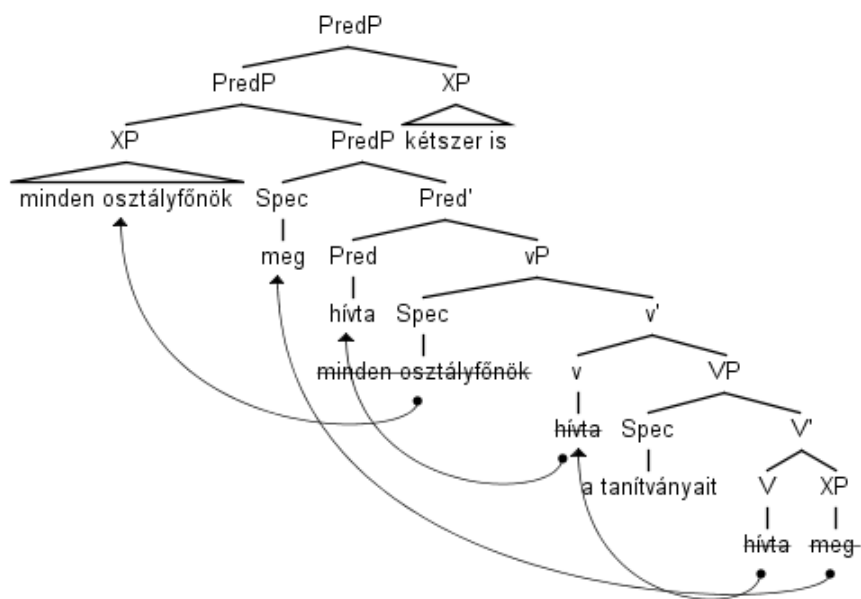 PredP
PredP XP
XP PredP kétszer is
minden osztályfőnök Spec Pred'
meg Pred vP
hívta Spec v'
minden osztályfőnök v VP
hívta Spec V'
a tanítványait V XP
hívta meg